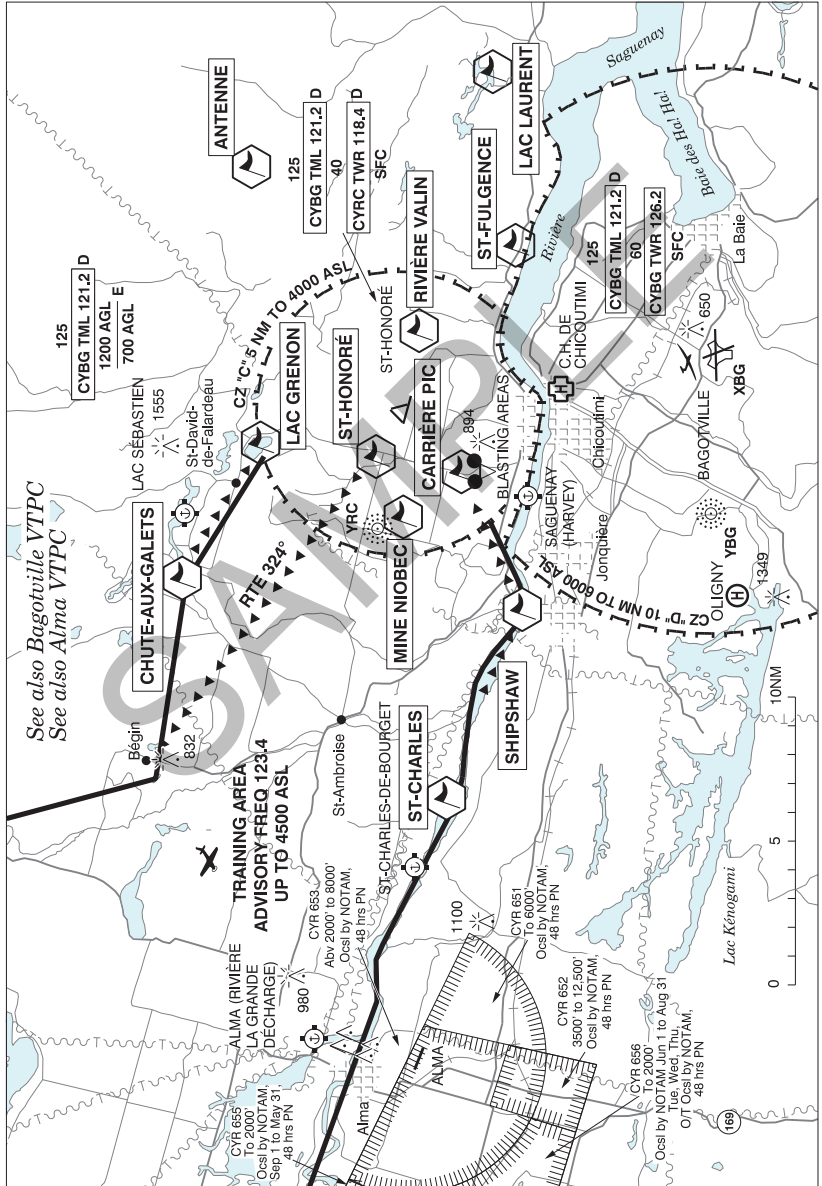 See also Bagotville VTPC
See also Alma VTPC
125
CYBG TML 121.2 D
1200 AGL E
700 AGL
ANTENNE
125
CYBG TML 121.2 D
40
CYRC TWR 118.4 D
SFC
LAC SÉBASTIEN
1555
St-David-
de-Falardeau
CZ "C" 5 NM TO 4000 ASL
ST-HONORÉ
RIVIÈRE VALIN
LAC LAURENT
ST-FULGENCE
Saguenay
Baie des Ha! Ha!
Rivière
LAC GRENON
ST-HONORÉ
CARRIÈRE PIC
894
BLASTING AREAS
CHUTE-AUX-GALETS
RTE 324°
YRC
MINE NIOBEC
Bégin
832
125
CYBG TML 121.2 D
60
CYBG TWR 126.2
SFC
C.H. DE
CHICOUTIMI
H
La Baie
650
XBG
Chicoutimi
BAGOTVILLE
SAGUENAY
(HARVEY)
Jonquière
YBG
OLIGNY
H
1349
CZ "D" 10 NM TO 6000 ASL
SHIPSHAW
TRAINING AREA
ADVISORY FREQ 123.4
UP TO 4500 ASL
St-Ambroise
ST-CHARLES-DE-BOURGET
ST-CHARLES
ALMA (RIVIÈRE
LA GRANDE
DÉCHARGE)
980
CYR 653
Abv 2000' to 8000'
Ocsl by NOTAM,
48 hrs PN
1100
CYR 651
To 6000'
Ocsl by NOTAM,
48 hrs PN
CYR 652
3500' to 12,500'
Ocsl by NOTAM,
48 hrs PN
CYR 655
To 2000'
Ocsl by NOTAM,
Sep 1 to May 31,
48 hrs PN
Alma
ALMA
CYR 656
To 2000'
Ocsl by NOTAM Jun 1 to Aug 31
Tue, Wed, Thu,
O/T Ocsl by NOTAM,
48 hrs PN
169
Lac Kénogami
0
5
10NM
SAMPLE